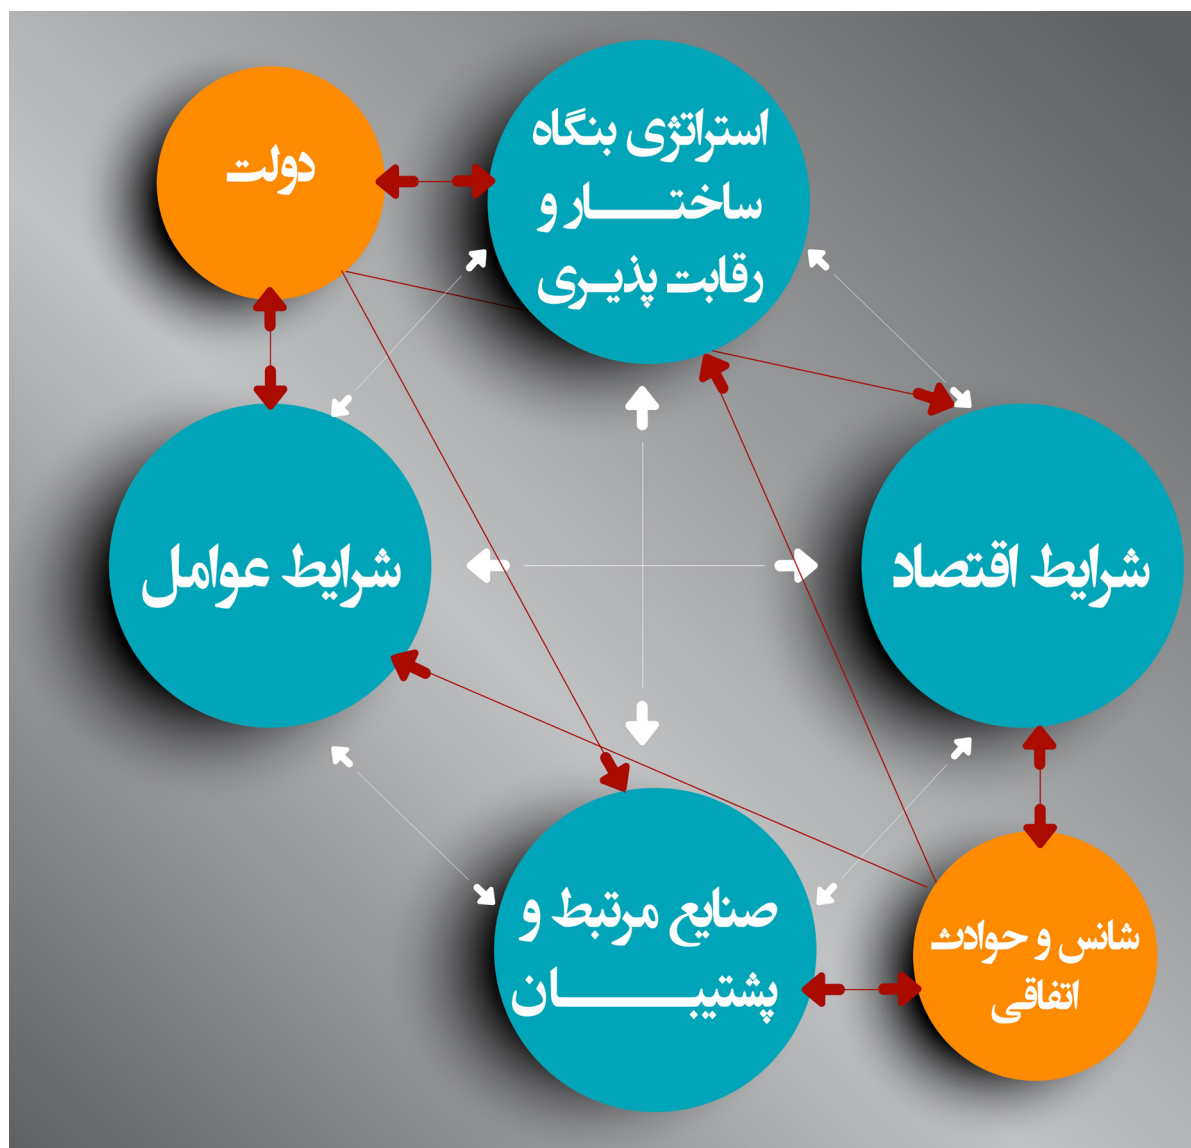 دولت
استراتژی بنگاه
ساختـــــار و
رقابت پذیـری
شرایط عوامل
شرایط اقتصاد
صنایع مرتبط و
پشتیبـــــــان
شانس و حوادث
اتفاقی